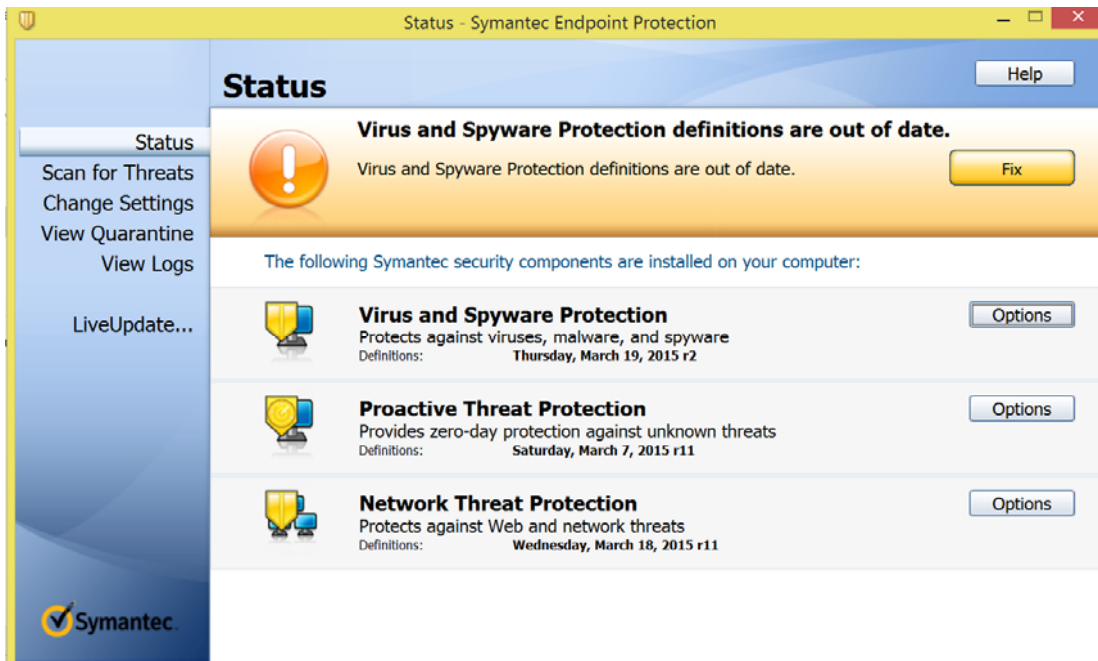 Status - Symantec Endpoint Protection
Status
Help
Status
Scan for Threats
Change Settings
View Quarantine
View Logs
LiveUpdate...
Virus and Spyware Protection definitions are out of date.
Virus and Spyware Protection definitions are out of date.
Fix
The following Symantec security components are installed on your computer:
Virus and Spyware Protection
Options
Protects against viruses, malware, and spyware
Definitions: Thursday, March 19, 2015 r2
Proactive Threat Protection
Options
Provides zero-day protection against unknown threats
Definitions: Saturday, March 7, 2015 r11
Network Threat Protection
Options
Protects against Web and network threats
Definitions: Wednesday, March 18, 2015 r11
Symantec.